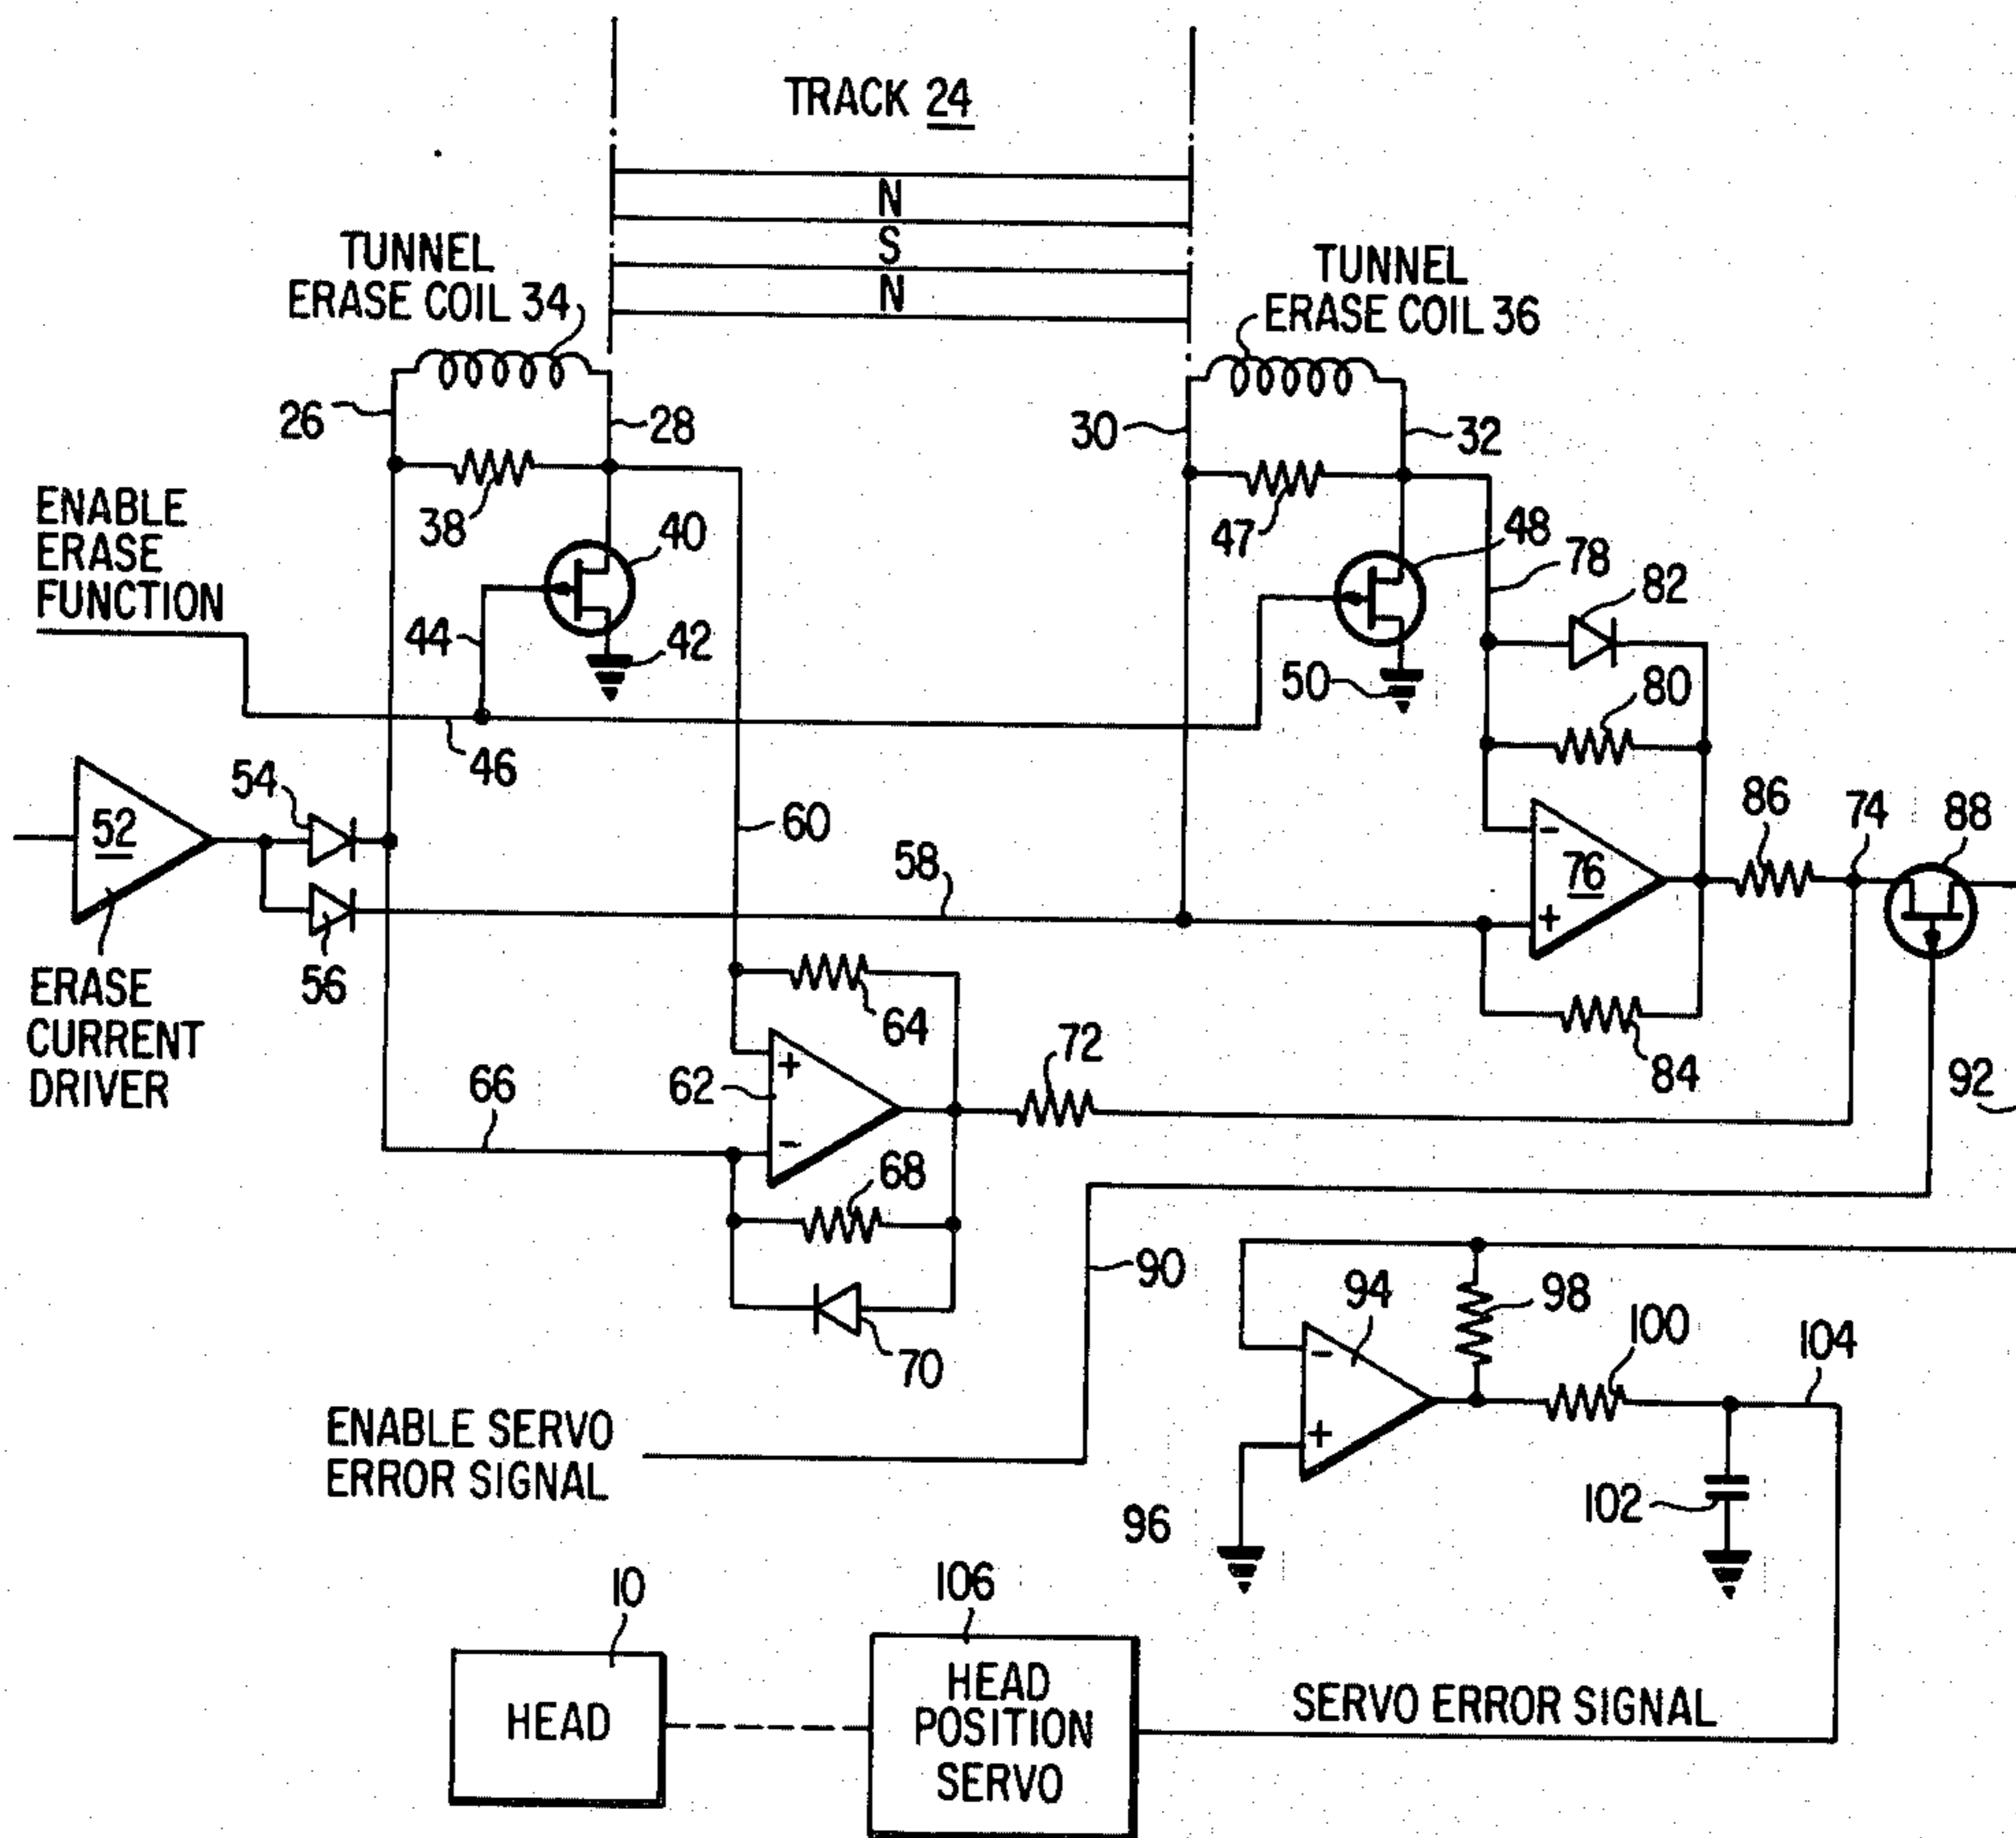 TRACK 24
N
S
N
TUNNEL
ERASE COIL 34
TUNNEL
ERASE COIL 36
26
28
30
32
ENABLE
ERASE
FUNCTION
38
40
47
48
78
82
44
42
50
80
46
54
52
60
58
86
74
88
-
76
+
56
ERASE
CURRENT
DRIVER
64
72
84
92
66
62
+
-
68
90
70
94
98
100
104
-
+
ENABLE SERVO
ERROR SIGNAL
102
96
10
106
HEAD
HEAD
POSITION
SERVO
SERVO ERROR SIGNAL